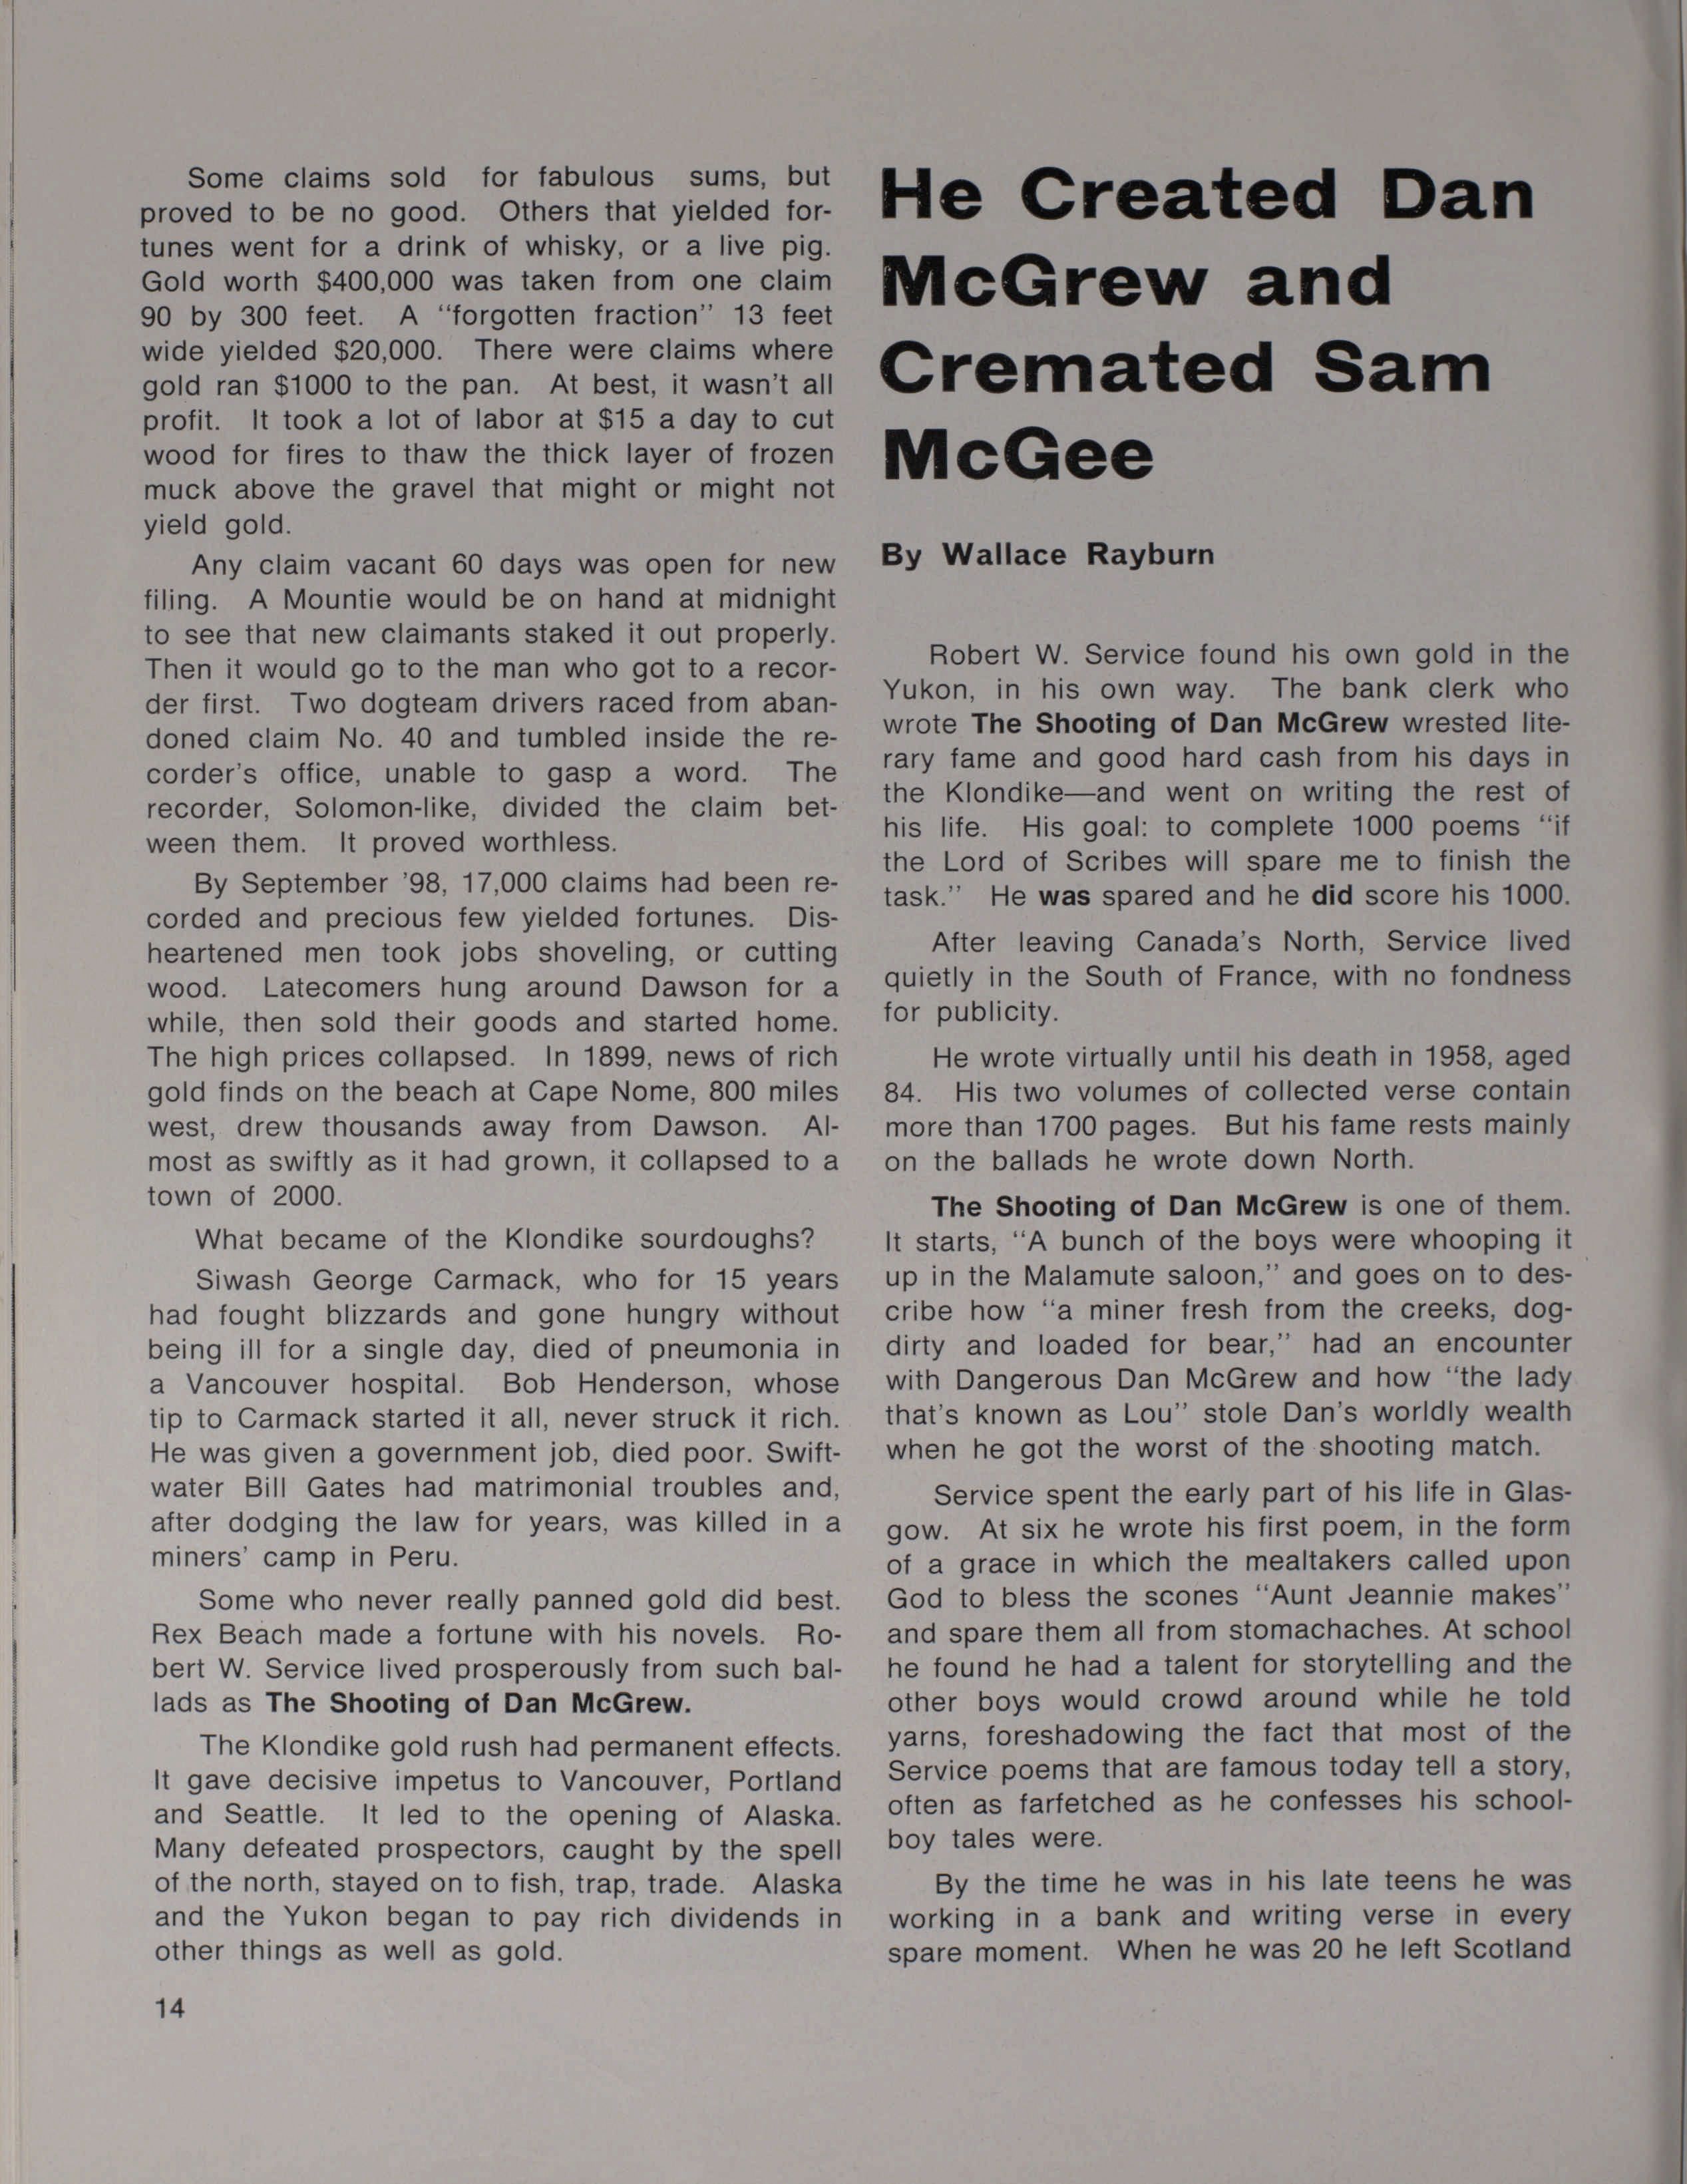 Some claims sold for fabulous sums, but
proved to be no good. Others that yielded for-
tunes went for a drink of whisky, or a live pig.
Gold worth $400,000 was taken from one claim
90 by 300 feet. A “forgotten fraction” 13 feet
wide yielded $20,000. There were claims where
gold ran $1000 to the pan. At best, it wasn’t all
profit. It took a lot of labor at $15 a day to cut
wood for fires to thaw the thick layer of frozen
muck above the gravel that might or might not
yield gold.
Any claim vacant 60 days was open for new
filing. A Mountie would be on hand at midnight
to see that new claimants staked it out properly.
Then it would go to the man who got to a recor-
der first. Two dogteam drivers raced from aban-
doned claim No. 40 and tumbled inside the re-
corder’s office, unable to gasp a word. The
recorder, Solomon-like, divided the claim bet-
ween them. It proved worthless.
By September ’98, 17,000 claims had been re-
corded and precious few yielded fortunes. Dis-
heartened men took jobs shoveling, or cutting
wood. Latecomers hung around Dawson for a
while, then sold their goods and started home.
The high prices collapsed. In 1899, news of rich
gold finds on the beach at Cape Nome, 800 miles
west, drew thousands away from Dawson. Al-
most as swiftly as it had grown, it collapsed to a
town of 2000.
What became of the Klondike sourdoughs?
Siwash George Carmack, who for 15 years
had fought blizzards and gone hungry without
being ill for a single day, died of pneumonia in
a Vancouver hospital. Bob Henderson, whose
tip to Carmack started it all, never struck it rich.
He was given a government job, died poor. Swift-
water Bill Gates had matrimonial troubles and,
after dodging the law for years, was killed in a
miners’ camp in Peru.
Some who never really panned gold did best.
Rex Beach made a fortune with his novels. Ro-
bert W. Service lived prosperously from such bal-
lads as The Shooting of Dan McGrew.
The Klondike gold rush had permanent effects.
It gave decisive impetus to Vancouver, Portland
and Seattle. It led to the opening of Alaska.
Many defeated prospectors, caught by the spell
of the north, stayed on to fish, trap, trade. Alaska
and the Yukon began to pay rich dividends in
other things as well as gold.
14
He Created Dan
McGrew and
Cremated Sam
McGee
By Wallace Rayburn
Robert W. Service found his own gold in the
Yukon, in his own way. The bank clerk who
wrote The Shooting of Dan McGrew wrested lite-
rary fame and good hard cash from his days in
the Klondike—and went on writing the rest of
his life. His goal: to complete 1000 poems “if
the Lord of Scribes will spare me to finish the
task.” He was spared and he did score his 1000.
After leaving Canada’s North, Service lived
quietly in the South of France, with no fondness
for publicity.
He wrote virtually until his death in 1958, aged
84. His two volumes of collected verse contain
more than 1700 pages. But his fame rests mainly
on the ballads he wrote down North.
The Shooting of Dan McGrew is one of them.
It starts, “A bunch of the boys were whooping it
up in the Malamute saloon,” and goes on to des-
cribe how “a miner fresh from the creeks, dog-
dirty and loaded for bear,” had an encounter
with Dangerous Dan McGrew and how “the lady
that’s known as Lou” stole Dan’s worldly wealth
when he got the worst of the shooting match.
Service spent the early part of his life in Glas-
gow. At six he wrote his first poem, in the form
of a grace in which the mealtakers called upon
God to bless the scones “Aunt Jeannie makes”
and spare them all from stomachaches. At school
he found he had a talent for storytelling and the
other boys would crowd around while he told
yarns, foreshadowing the fact that most of the
Service poems that are famous today tell a story,
often as farfetched as he confesses his school-
boy tales were.
By the time he was in his late teens he was
working in a bank and writing verse in every
spare moment. When he was 20 he left Scotland